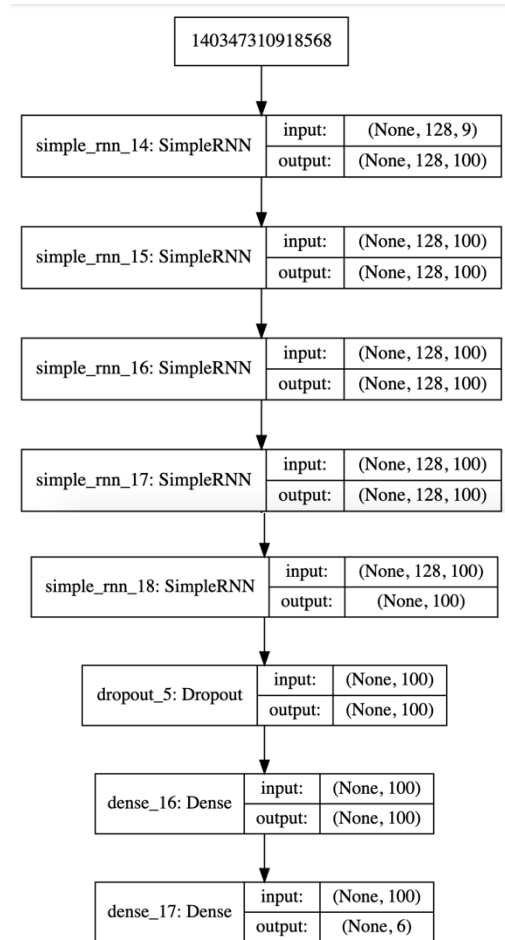 140347310918568
simple_rnn_14: SimpleRNN
input: (None, 128, 9)
output: (None, 128, 100)
simple_rnn_15: SimpleRNN
input: (None, 128, 100)
output: (None, 128, 100)
simple_rnn_16: SimpleRNN
input: (None, 128, 100)
output: (None, 128, 100)
simple_rnn_17: SimpleRNN
input: (None, 128, 100)
output: (None, 128, 100)
simple_rnn_18: SimpleRNN
input: (None, 128, 100)
output: (None, 100)
dropout_5: Dropout
input: (None, 100)
output: (None, 100)
dense_16: Dense
input: (None, 100)
output: (None, 100)
dense_17: Dense
input: (None, 100)
output: (None, 6)